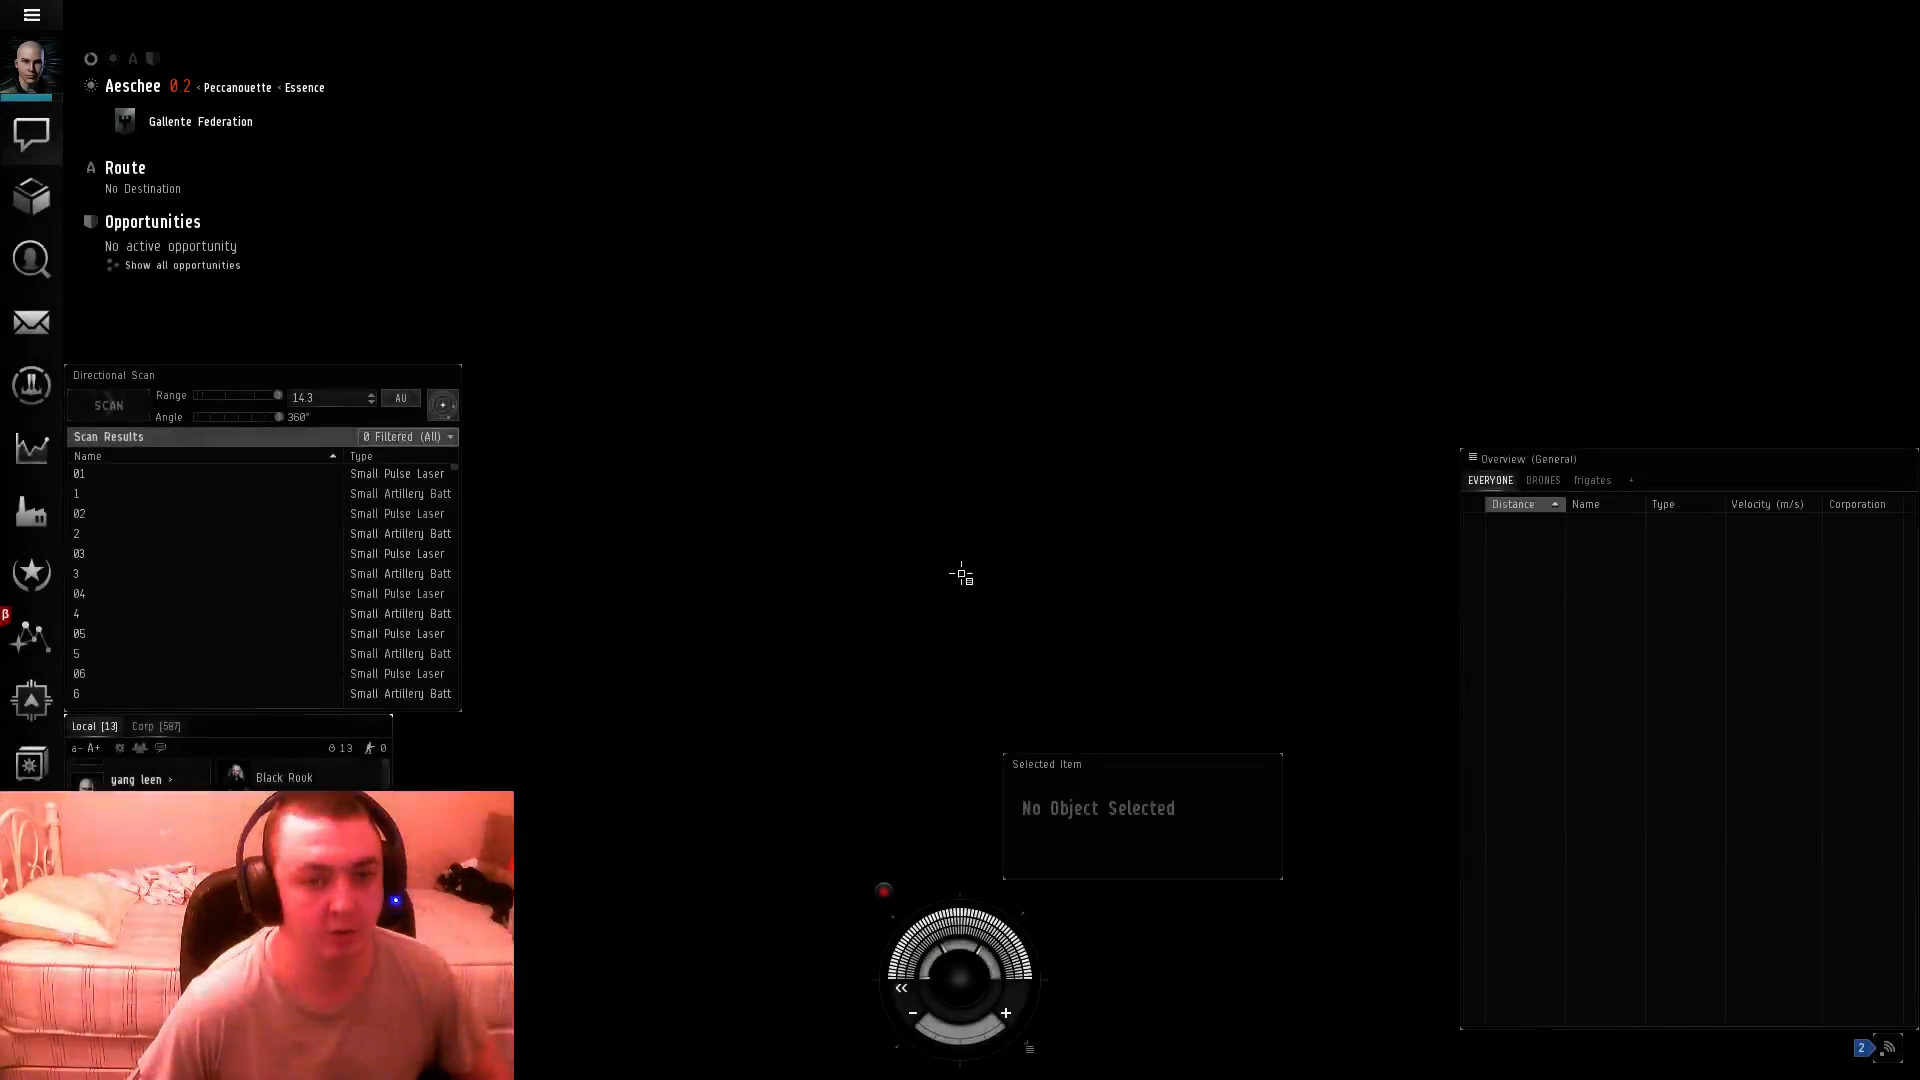 Aeschee 0.2 < Peccanouette < Essence
Gallente Federation
Route
No Destination
Opportunities
No active opportunity
Show all opportunities
Directional Scan
SCAN
Range 14.3 AU
Angle 360°
Scan Results 0 Filtered (All)
Name Type
01 Small Pulse Laser
1 Small Artillery Batt
02 Small Pulse Laser
2 Small Artillery Batt
03 Small Pulse Laser
3 Small Artillery Batt
04 Small Pulse Laser
4 Small Artillery Batt
05 Small Pulse Laser
5 Small Artillery Batt
06 Small Pulse Laser
6 Small Artillery Batt
Local [13] Corp [587]
a- A+ 13 0
yang leen > Black Rook
β
Selected Item
No Object Selected
Overview (General)
EVERYONE DRONES frigates +
Distance Name Type Velocity (m/s) Corporation
2